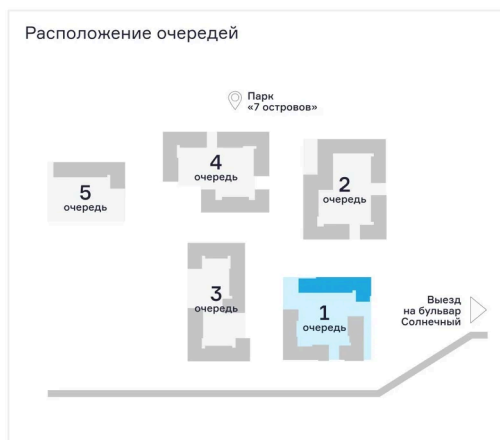 Расположение очередей
Парк
«7 островов»
4
очередь
2
очередь
5
очередь
3
очередь
1
очередь
Выезд
на бульвар
Солнечный